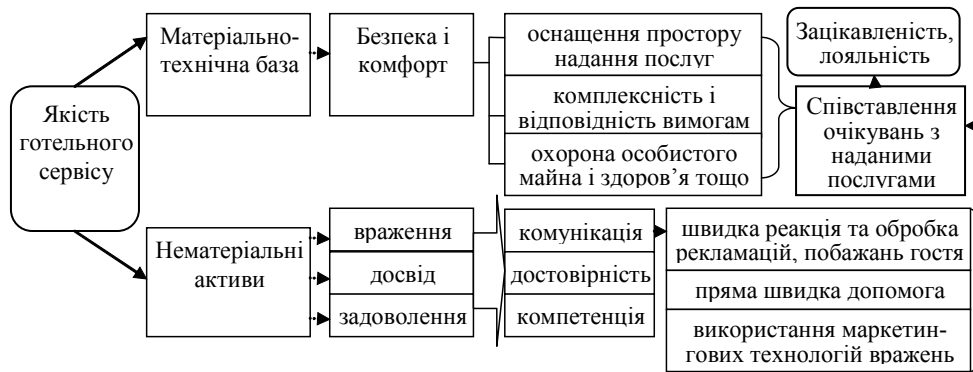 Якість
готельного
сервісу
Матеріально-
технічна база
Безпека і
комфорт
оснащення простору
надання послуг
комплексність і
відповідність вимогам
охорона особистого
майна і здоров’я тощо
Зацікавленість,
лояльність
Співставлення
очікувань з
наданими
послугами
Нематеріальні
активи
враження
досвід
задоволення
комунікація
достовірність
компетенція
швидка реакція та обробка
рекламацій, побажань гостя
пряма швидка допомога
використання маркетин-
гових технологій вражень